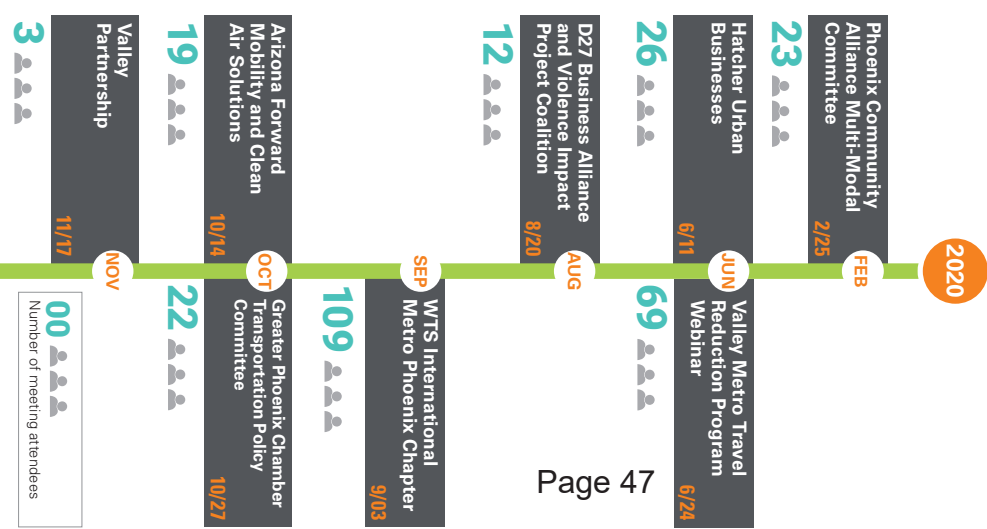 2020
FEB
Phoenix Community
Alliance Multi-Modal
Committee
2/25
23
JUN
Hatcher Urban
Businesses
6/11
26
Valley Metro Travel
Reduction Program
Webinar
6/24
69
AUG
D27 Business Alliance
and Violence Impact
Project Coalition
8/20
12
SEP
WTS International
Metro Phoenix Chapter
9/03
109
OCT
Arizona Forward
Mobility and Clean
Air Solutions
10/14
19
Greater Phoenix Chamber
Transportation Policy
Committee
10/27
22
NOV
Valley
Partnership
11/17
3
00
Number of meeting attendees
Page 47